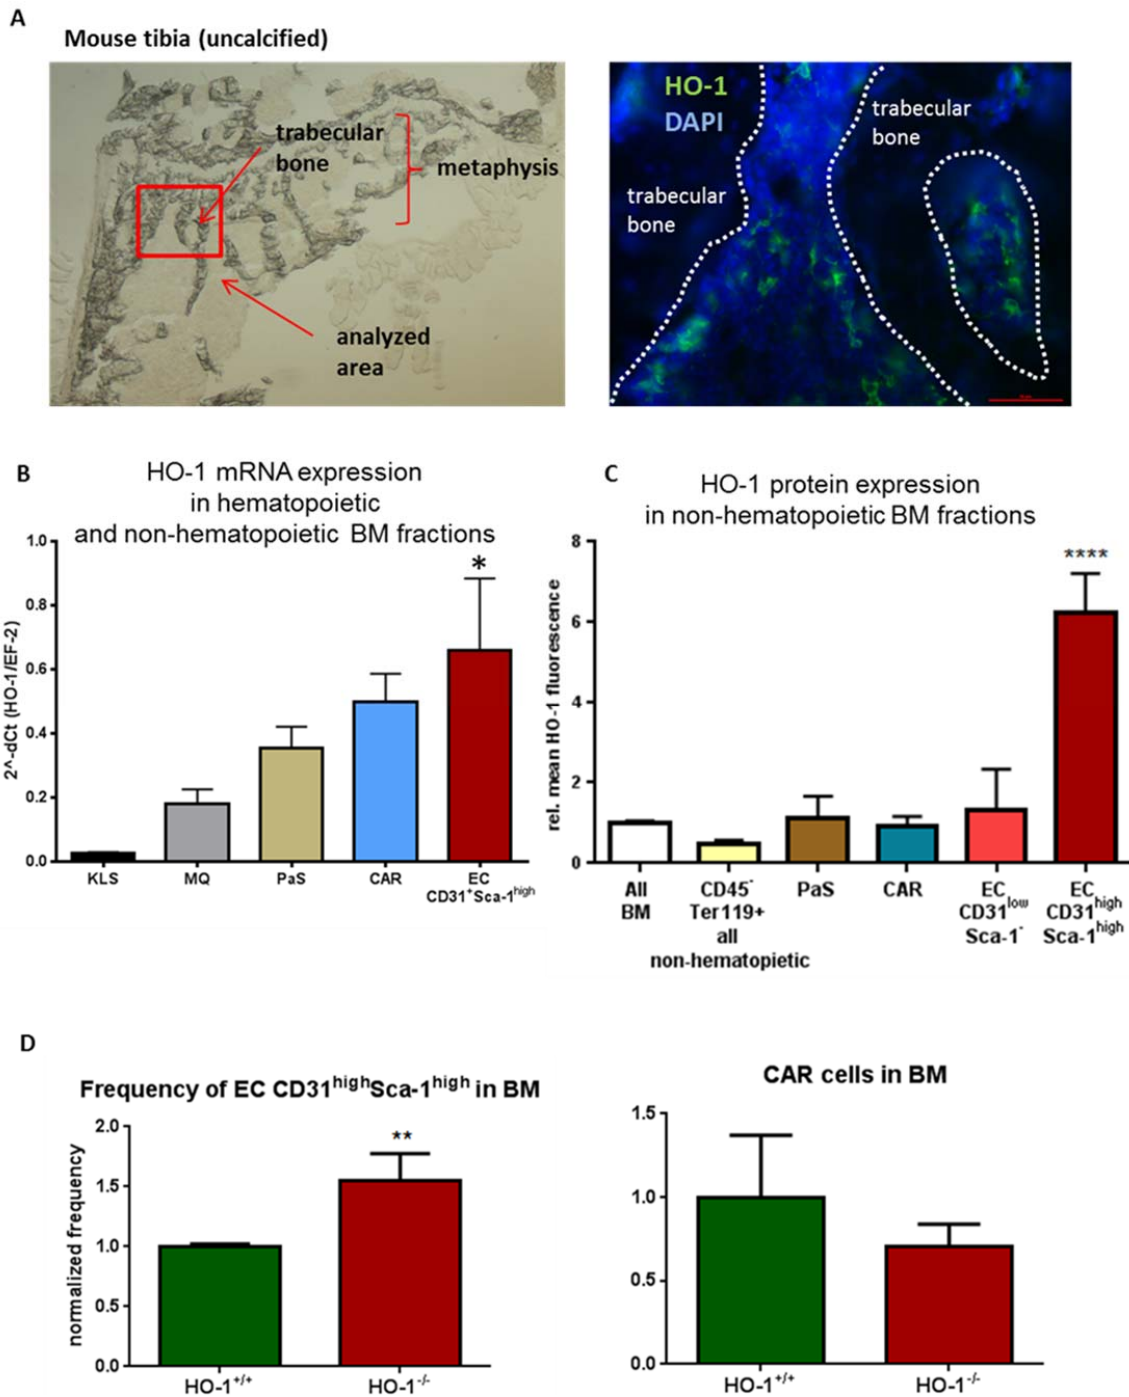 A
Mouse tibia (uncalcified)
trabecular
bone
metaphysis
analyzed
area
HO-1
DAPI
trabecular
bone
trabecular
bone
B
HO-1 mRNA expression
in hematopoietic
and non-hematopoietic BM fractions
2^-dCt (HO-1/EF-2)
1.0
0.8
0.6
0.4
0.2
0.0
*
KLS
MQ
PaS
CAR
EC
CD31⁺Sca-1ʰⁱᵍʰ
C
HO-1 protein expression
in non-hematopoietic BM fractions
rel. mean HO-1 fluorescence
8
6
4
2
0
****
All
BM
CD45⁻
Ter119+
all
non-hematopietic
PaS
CAR
EC
CD31ˡᵒʷ
Sca-1⁻
EC
CD31ʰⁱᵍʰ
Sca-1ʰⁱᵍʰ
D
Frequency of EC CD31ʰⁱᵍʰSca-1ʰⁱᵍʰ in BM
normalized frequency
2.0
1.5
1.0
0.5
0.0
**
HO-1⁺/⁺
HO-1⁻/⁻
CAR cells in BM
1.5
1.0
0.5
0.0
HO-1⁺/⁺
HO-1⁻/⁻